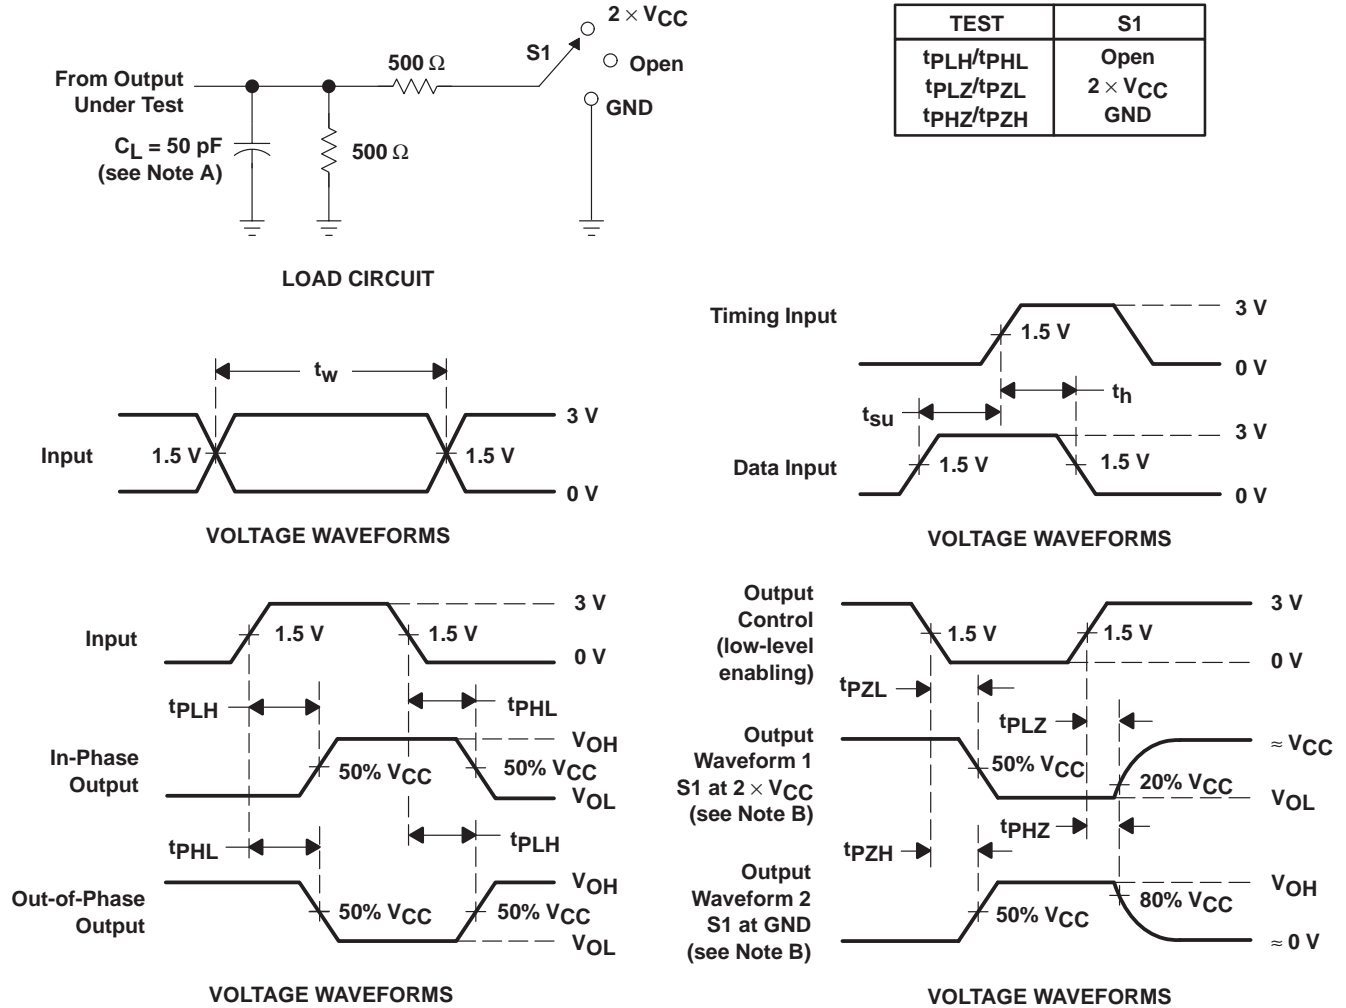 2 × VCC
S1
Open
GND
500 Ω
From Output
Under Test
CL = 50 pF
(see Note A)
500 Ω
LOAD CIRCUIT
TEST S1
tPLH/tPHL Open
tPLZ/tPZL 2 × VCC
tPHZ/tPZH GND
tw
3 V
Input
1.5 V
1.5 V
0 V
VOLTAGE WAVEFORMS
Timing Input
3 V
1.5 V
0 V
th
tsu
3 V
Data Input
1.5 V
1.5 V
0 V
VOLTAGE WAVEFORMS
3 V
Input
1.5 V
1.5 V
0 V
tPLH
tPHL
In-Phase
Output
VOH
50% VCC
50% VCC
VOL
tPHL
tPLH
Out-of-Phase
Output
VOH
50% VCC
50% VCC
VOL
VOLTAGE WAVEFORMS
Output
Control
(low-level
enabling)
3 V
1.5 V
1.5 V
0 V
tPZL
tPLZ
Output
Waveform 1
S1 at 2 × VCC
(see Note B)
≈ VCC
50% VCC
20% VCC
VOL
tPHZ
tPZH
Output
Waveform 2
S1 at GND
(see Note B)
VOH
50% VCC
80% VCC
≈ 0 V
VOLTAGE WAVEFORMS